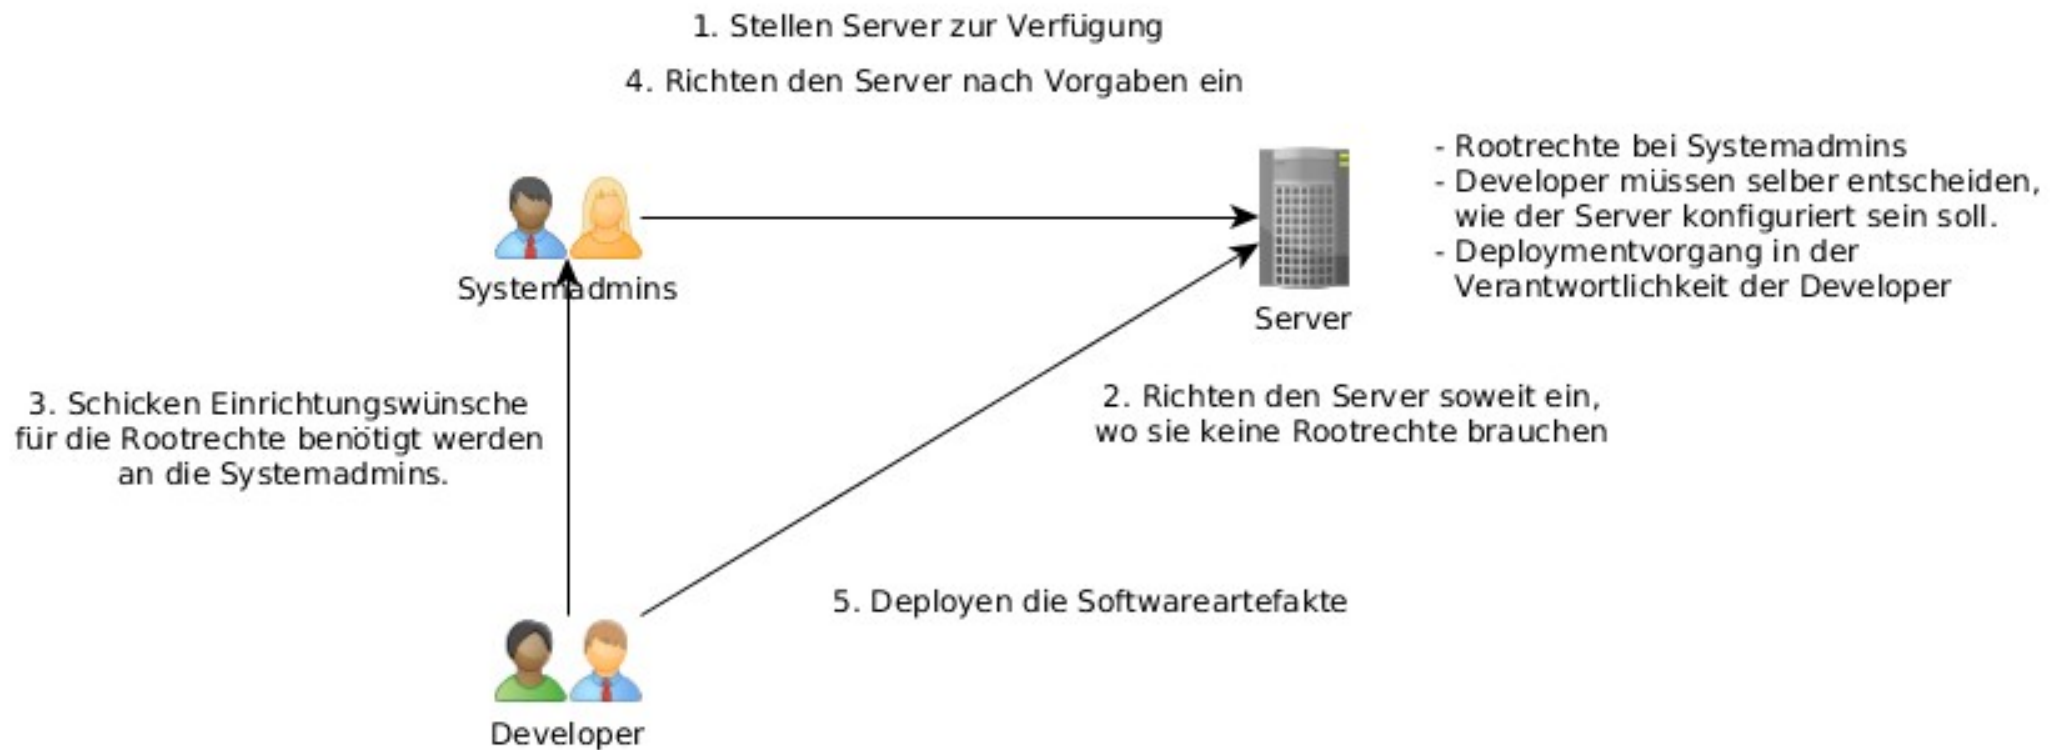 1. Stellen Server zur Verfügung
4. Richten den Server nach Vorgaben ein
- Rootrechte bei Systemadmins
- Developer müssen selber entscheiden,
wie der Server konfiguriert sein soll.
- Deploymentvorgang in der
Verantwortlichkeit der Developer
Systemadmins
Server
3. Schicken Einrichtungswünsche
für die Rootrechte benötigt werden
an die Systemadmins.
2. Richten den Server soweit ein,
wo sie keine Rootrechte brauchen
5. Deployen die Softwareartefakte
Developer